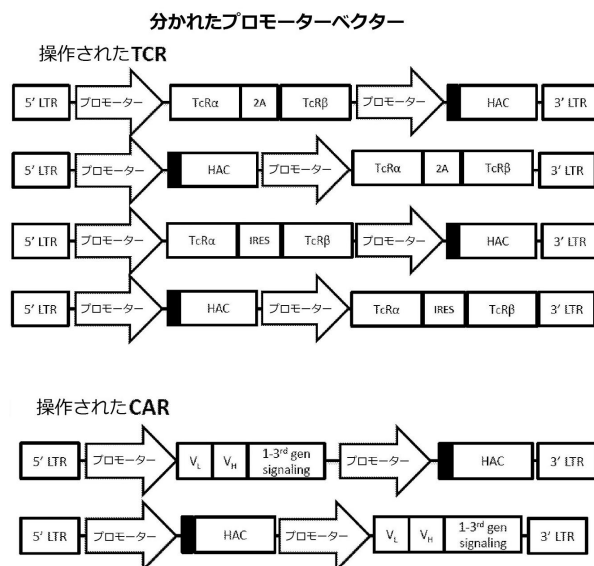 分かれたプロモーターベクター
操作されたTCR
5' LTR プロモーター TcRα 2A TcRβ プロモーター HAC 3' LTR
5' LTR プロモーター HAC プロモーター TcRα 2A TcRβ 3' LTR
5' LTR プロモーター TcRα IRES TcRβ プロモーター HAC 3' LTR
5' LTR プロモーター HAC プロモーター TcRα IRES TcRβ 3' LTR
操作されたCAR
5' LTR プロモーター VL VH 1-3rd gen signaling プロモーター HAC 3' LTR
5' LTR プロモーター HAC プロモーター VL VH 1-3rd gen signaling 3' LTR